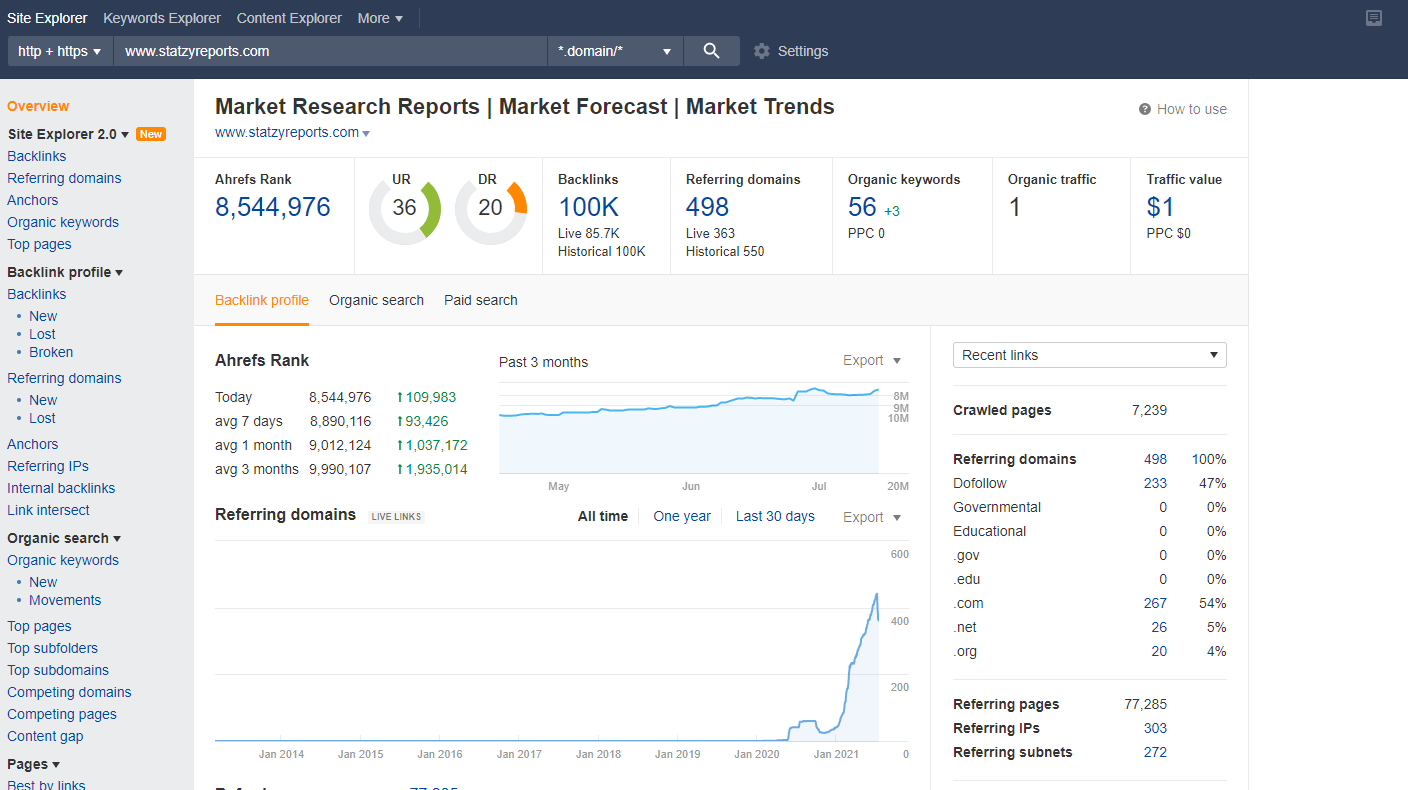 Site Explorer Keywords Explorer Content Explorer More
http + https www.statzyreports.com *.domain/* Settings
Overview
Site Explorer 2.0 New
Backlinks
Referring domains
Anchors
Organic keywords
Top pages
Backlink profile
Backlinks
New
Lost
Broken
Referring domains
New
Lost
Anchors
Referring IPs
Internal backlinks
Link intersect
Organic search
Organic keywords
New
Movements
Top pages
Top subfolders
Top subdomains
Competing domains
Competing pages
Content gap
Pages
Best by links
Market Research Reports | Market Forecast | Market Trends
How to use
www.statzyreports.com
Ahrefs Rank
8,544,976
UR
36
DR
20
Backlinks
100K
Live 85.7K
Historical 100K
Referring domains
498
Live 363
Historical 550
Organic keywords
56 +3
PPC 0
Organic traffic
1
Traffic value
$1
PPC $0
Backlink profile Organic search Paid search
Ahrefs Rank
Today 8,544,976 ↑109,983
avg 7 days 8,890,116 ↑93,426
avg 1 month 9,012,124 ↑1,037,172
avg 3 months 9,990,107 ↑1,935,014
Past 3 months Export
8M
9M
10M
May Jun Jul 20M
Referring domains LIVE LINKS All time One year Last 30 days Export
600
400
200
Jan 2014 Jan 2015 Jan 2016 Jan 2017 Jan 2018 Jan 2019 Jan 2020 Jan 2021 0
Recent links
Crawled pages 7,239
Referring domains 498 100%
Dofollow 233 47%
Governmental 0 0%
Educational 0 0%
.gov 0 0%
.edu 0 0%
.com 267 54%
.net 26 5%
.org 20 4%
Referring pages 77,285
Referring IPs 303
Referring subnets 272